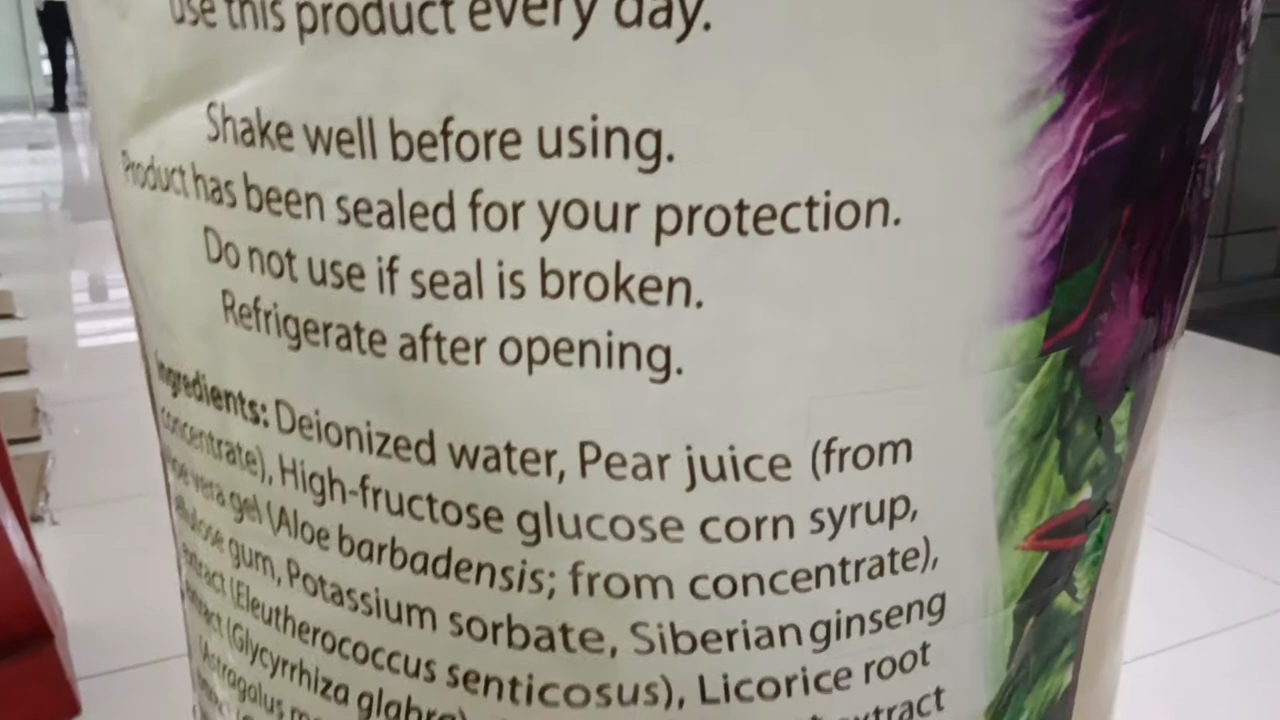 use this product every day.
Shake well before using.
Product has been sealed for your protection.
Do not use if seal is broken.
Refrigerate after opening.
Ingredients: Deionized water, Pear juice (from
concentrate), High-fructose glucose corn syrup,
vera gel (Aloe barbadensis; from concentrate),
gum, Potassium sorbate, Siberian ginseng
extract (Eleutherococcus senticosus), Licorice root
(Glycyrrhiza glabra) extract
(Astragalus